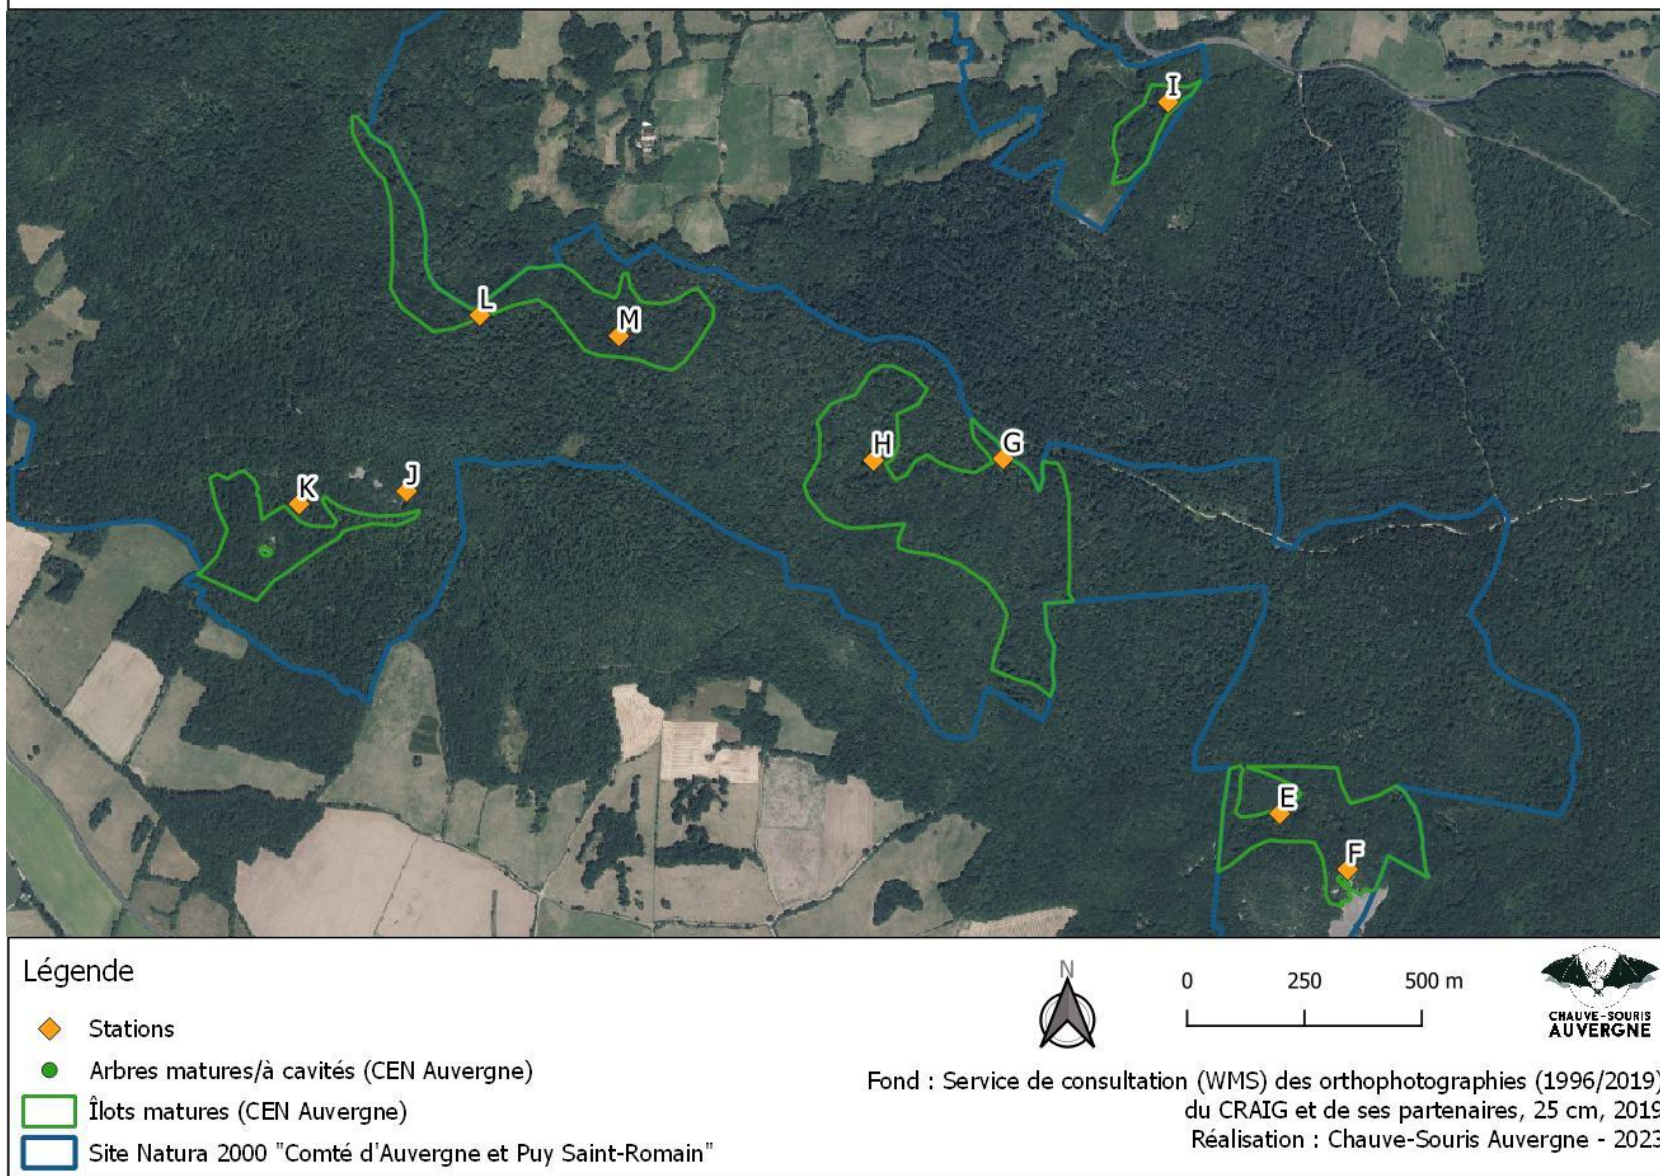 I
L
M
H
G
K
J
E
F
Légende
Stations
Arbres matures/à cavités (CEN Auvergne)
Îlots matures (CEN Auvergne)
Site Natura 2000 "Comté d'Auvergne et Puy Saint-Romain"
N
0 250 500 m
CHAUVE-SOURIS
AUVERGNE
Fond : Service de consultation (WMS) des orthophotographies (1996/2019)
du CRAIG et de ses partenaires, 25 cm, 2019
Réalisation : Chauve-Souris Auvergne - 2023